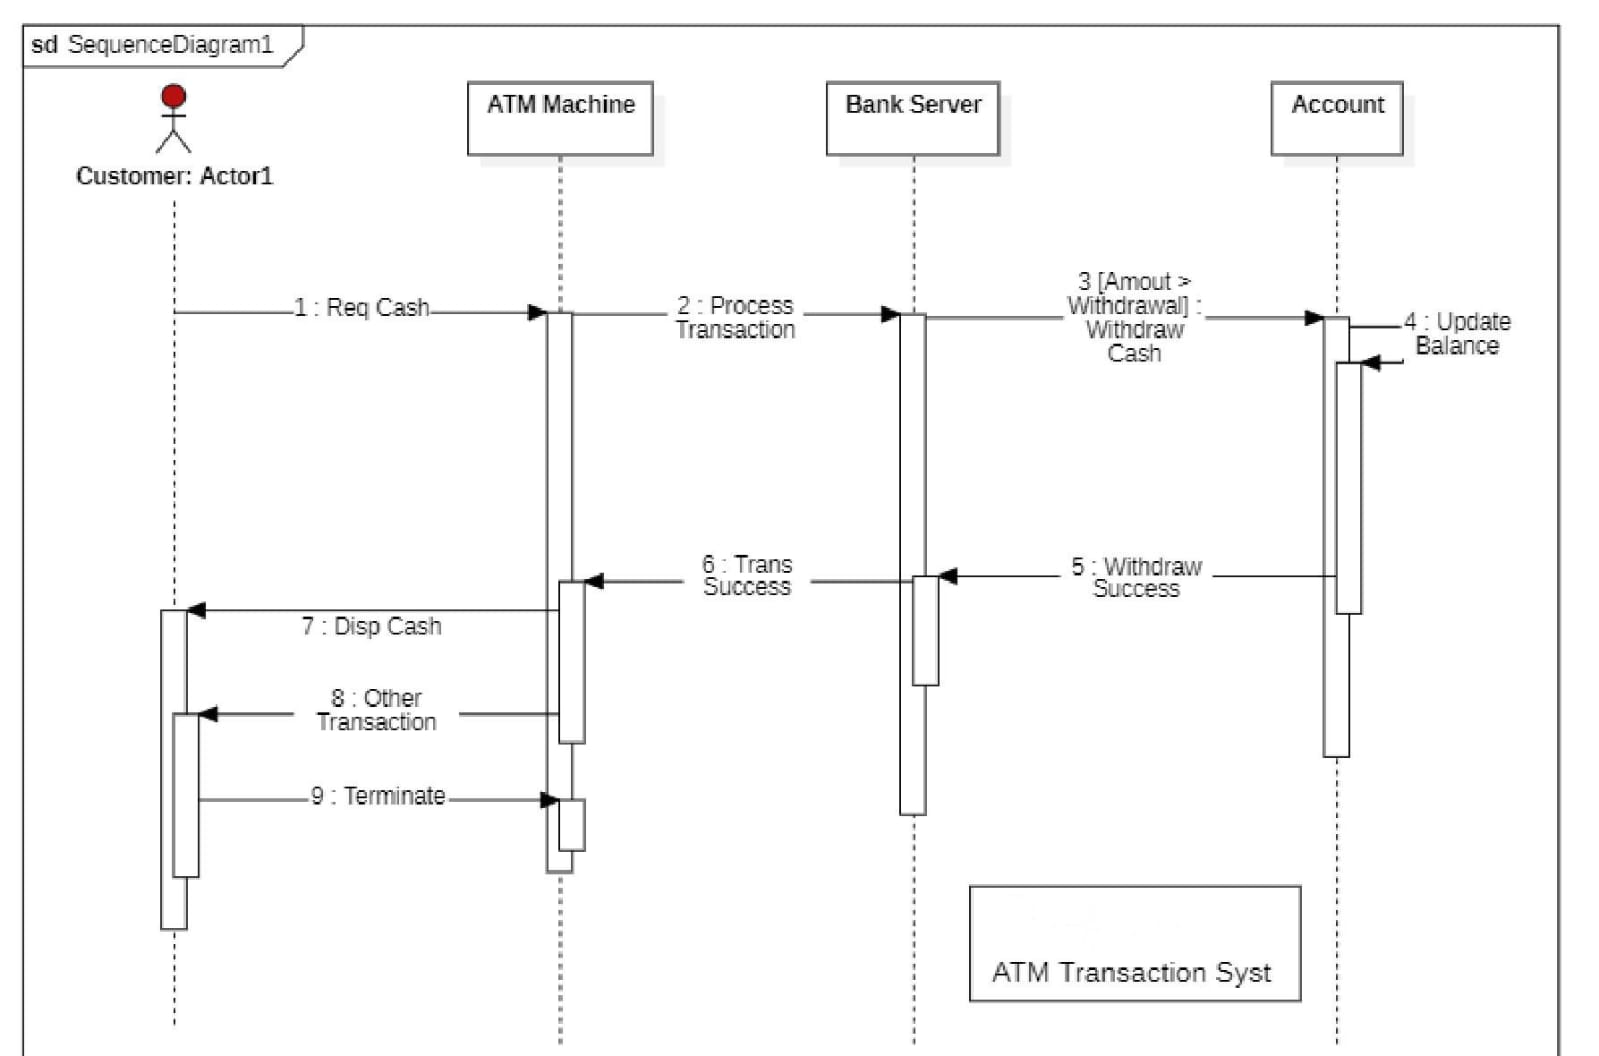 sd SequenceDiagram1
ATM Machine
Bank Server
Account
Customer: Actor1
1 : Req Cash
2 : Process
Transaction
3 [Amout >
Withdrawal] :
Withdraw
Cash
4 : Update
Balance
6 : Trans
Success
5 : Withdraw
Success
7 : Disp Cash
8 : Other
Transaction
9 : Terminate
ATM Transaction Syst